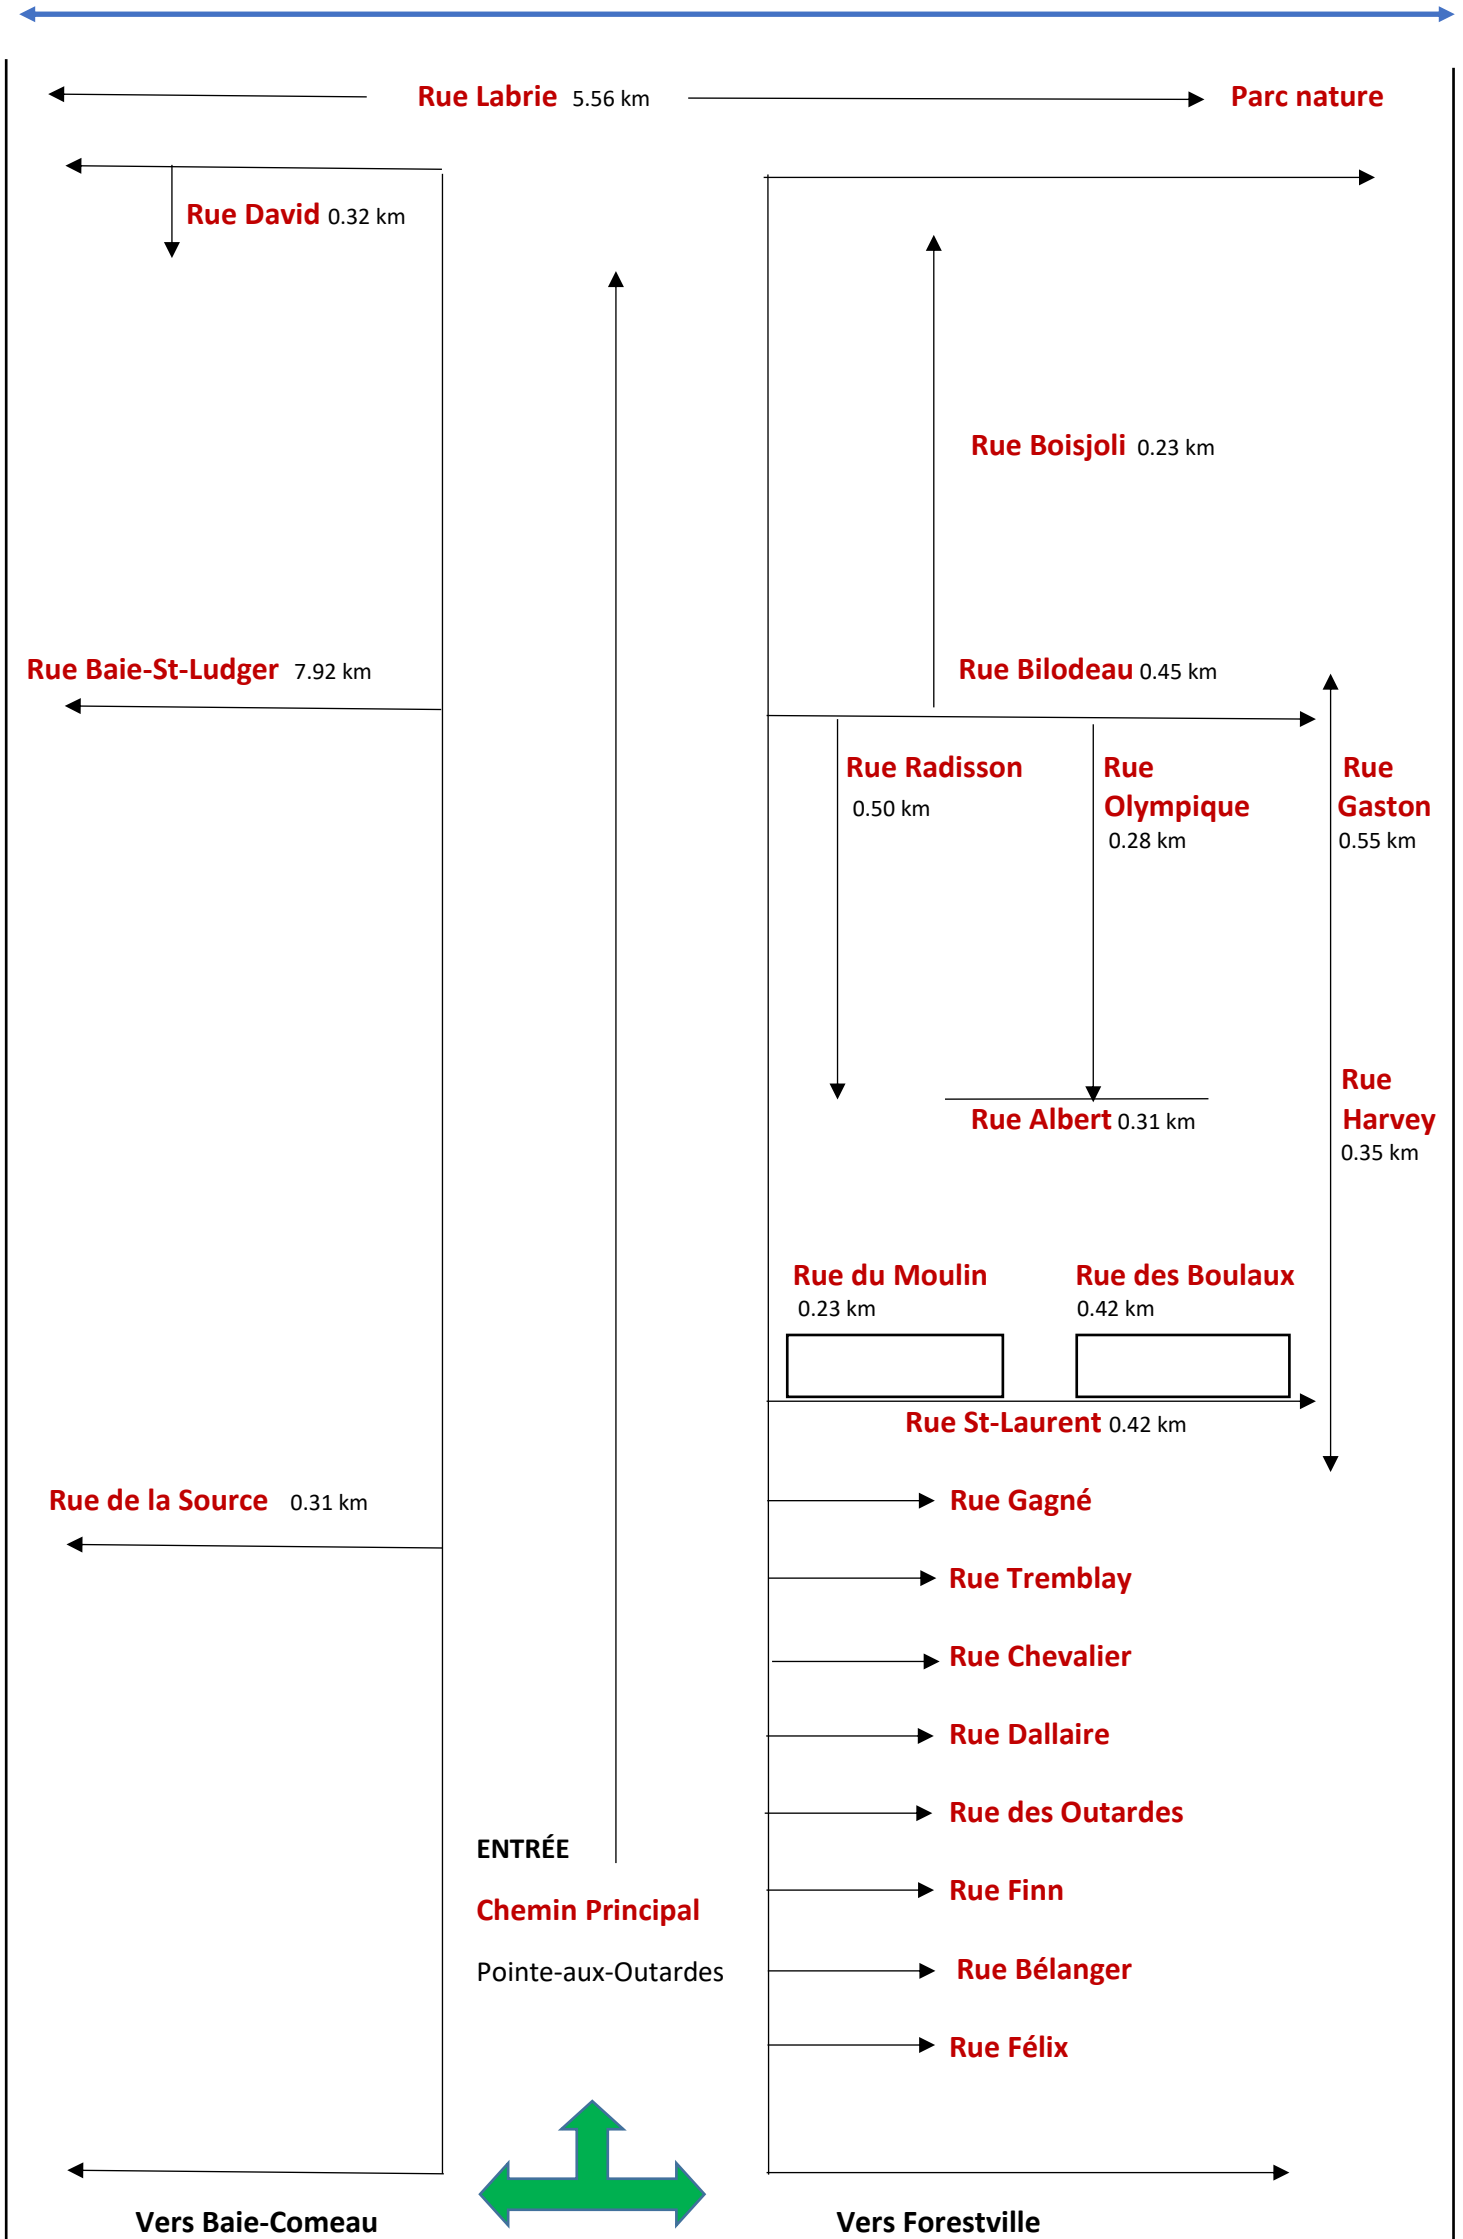 Rue Labrie 5.56 km
Parc nature
Rue David 0.32 km
Rue Boisjoli 0.23 km
Rue Baie-St-Ludger 7.92 km
Rue Bilodeau 0.45 km
Rue Radisson
0.50 km
Rue
Olympique
0.28 km
Rue
Gaston
0.55 km
Rue
Harvey
0.35 km
Rue Albert 0.31 km
Rue du Moulin
0.23 km
Rue des Boulaux
0.42 km
Rue St-Laurent 0.42 km
Rue de la Source 0.31 km
Rue Gagné
Rue Tremblay
Rue Chevalier
Rue Dallaire
Rue des Outardes
ENTRÉE
Rue Finn
Chemin Principal
Rue Bélanger
Pointe-aux-Outardes
Rue Félix
Vers Baie-Comeau
Vers Forestville